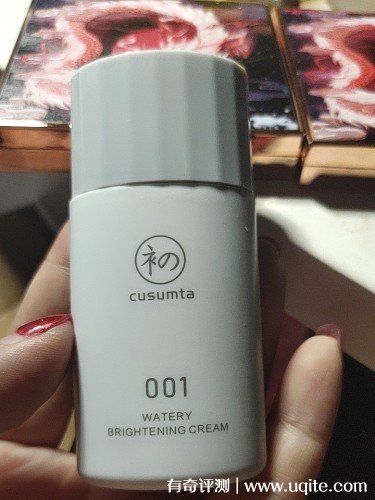 初の
cusumta
001
WATERY
BRIGHTENING CREAM
有奇评测 | www.uqite.com